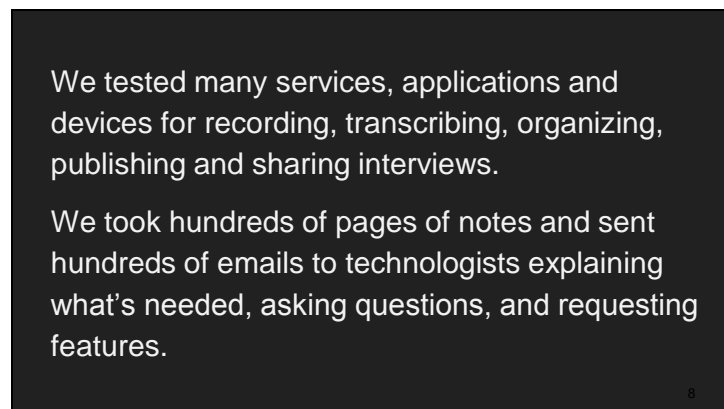 We tested many services, applications and
devices for recording, transcribing, organizing,
publishing and sharing interviews.
We took hundreds of pages of notes and sent
hundreds of emails to technologists explaining
what’s needed, asking questions, and requesting
features.
8